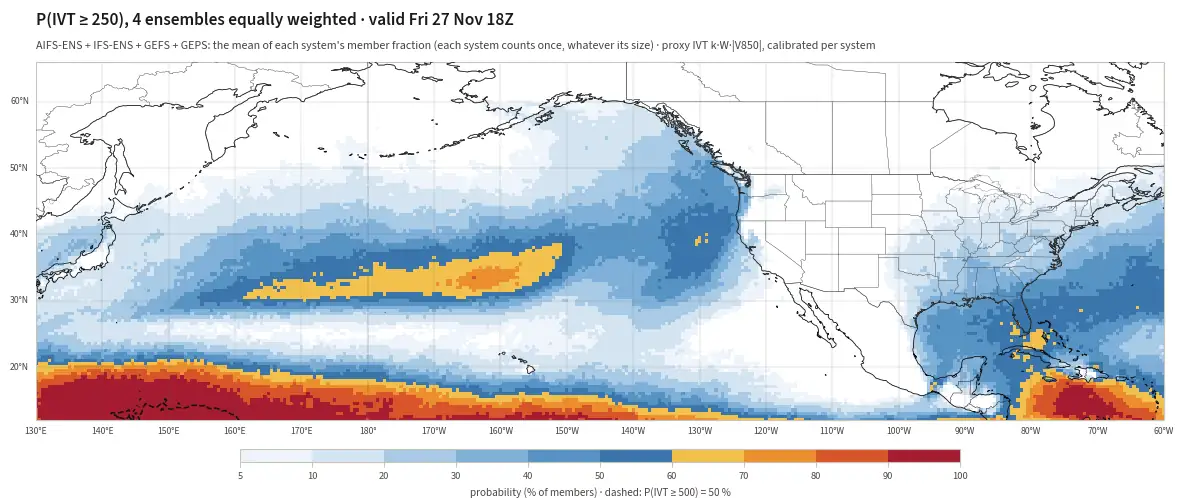 P(IVT ≥ 250), 4 ensembles equally weighted · valid Fri 27 Nov 18Z
AIFS-ENS + IFS-ENS + GEFS + GEPS: the mean of each system's member fraction (each system counts once, whatever its size) · proxy IVT k·W·|V850|, calibrated per system
60°N
50°N
40°N
30°N
20°N
130°E 140°E 150°E 160°E 170°E 180° 170°W 160°W 150°W 140°W 130°W 120°W 110°W 100°W 90°W 80°W 70°W 60°W
5 10 20 30 40 50 60 70 80 90 100
probability (% of members) · dashed: P(IVT ≥ 500) = 50 %